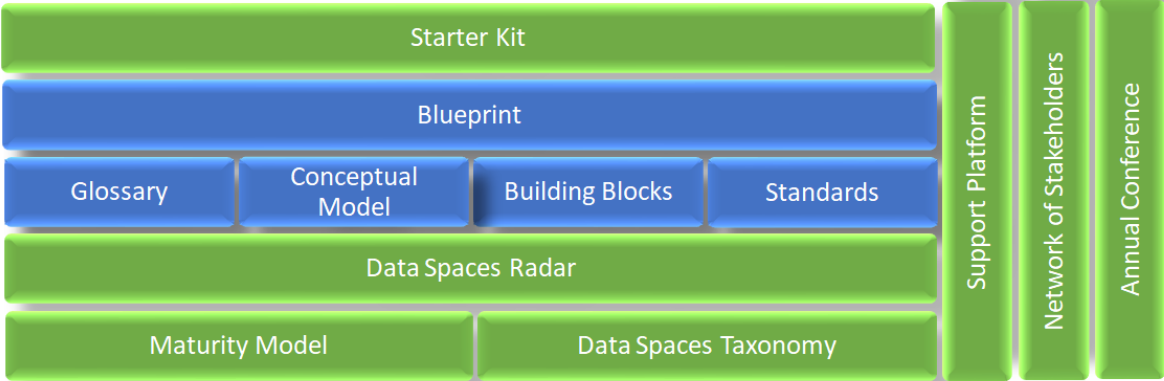 Starter Kit
Blueprint
Glossary
Conceptual
Model
Building Blocks
Standards
Data Spaces Radar
Maturity Model
Data Spaces Taxonomy
Support Platform
Network of Stakeholders
Annual Conference